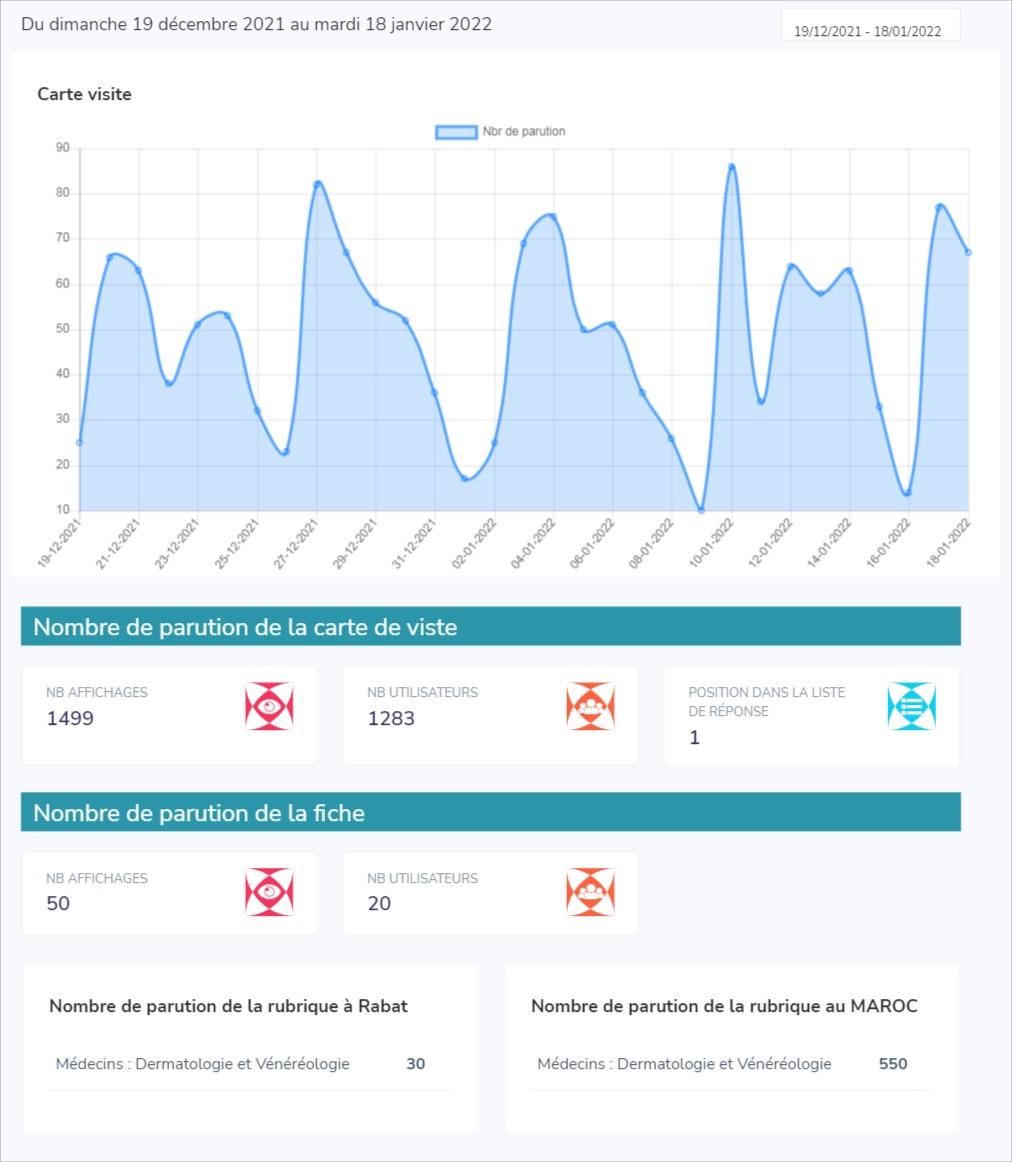 Du dimanche 19 décembre 2021 au mardi 18 janvier 2022
19/12/2021 - 18/01/2022
Carte visite
Nbr de parution
90
80
70
60
50
40
30
20
10
19-12-2021
21-12-2021
23-12-2021
25-12-2021
27-12-2021
29-12-2021
31-12-2021
02-01-2022
04-01-2022
06-01-2022
08-01-2022
10-01-2022
12-01-2022
14-01-2022
16-01-2022
18-01-2022
Nombre de parution de la carte de viste
NB AFFICHAGES
1499
NB UTILISATEURS
1283
POSITION DANS LA LISTE
DE RÉPONSE
1
Nombre de parution de la fiche
NB AFFICHAGES
50
NB UTILISATEURS
20
Nombre de parution de la rubrique à Rabat
Médecins : Dermatologie et Vénéréologie 30
Nombre de parution de la rubrique au MAROC
Médecins : Dermatologie et Vénéréologie 550